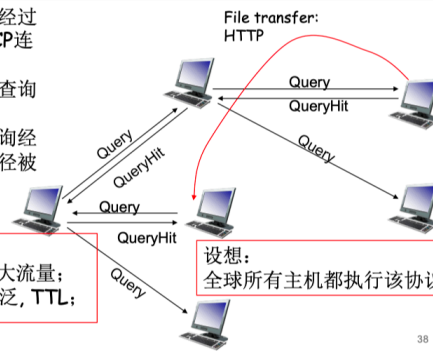 经过
CP连
查询
询经
径被
File transfer:
HTTP
Query
QueryHit
Query
QueryHit
Query
Query
QueryHit
Query
大流量；
泛, TTL；
设想：
全球所有主机都执行该协议
38